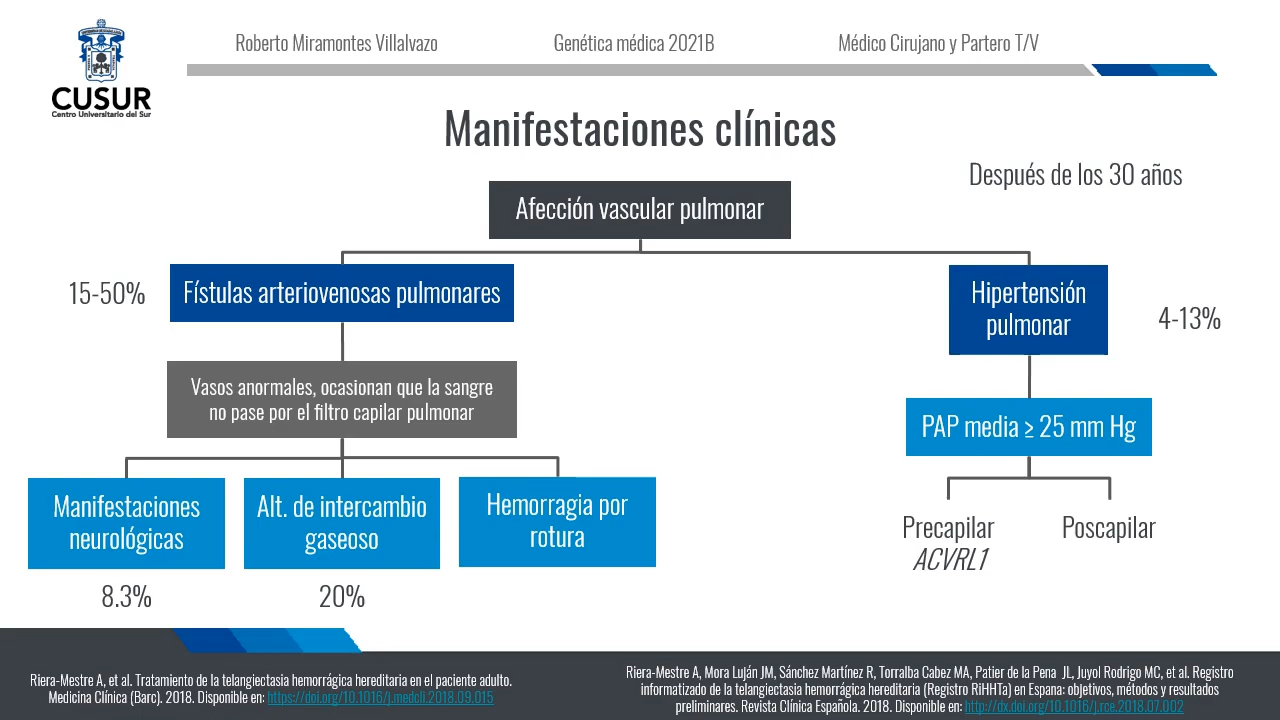 Roberto Miramontes Villalvazo
Genética médica 2021B
Médico Cirujano y Partero T/V
CUSUR
Centro Universitario del Sur
Manifestaciones clínicas
Después de los 30 años
Afección vascular pulmonar
15-50%
Fístulas arteriovenosas pulmonares
Hipertensión
pulmonar
4-13%
Vasos anormales, ocasionan que la sangre
no pase por el filtro capilar pulmonar
PAP media ≥ 25 mm Hg
Manifestaciones
neurológicas
Alt. de intercambio
gaseoso
Hemorragia por
rotura
Precapilar
ACVRL1
Poscapilar
8.3%
20%
Riera-Mestre A, et al. Tratamiento de la telangiectasia hemorrágica hereditaria en el paciente adulto.
Medicina Clínica (Barc). 2018. Disponible en: https://doi.org/10.1016/j.medcli.2018.09.015
Riera-Mestre A, Mora Luján JM, Sánchez Martínez R, Torralba Cabez MA, Patier de la Pena JL, Juyol Rodrigo MC, et al. Registro
informatizado de la telangiectasia hemorrágica hereditaria (Registro RiHHTa) en Espana: objetivos, métodos y resultados
preliminares. Revista Clínica Española. 2018. Disponible en: http://dx.doi.org/10.1016/j.rce.2018.07.002